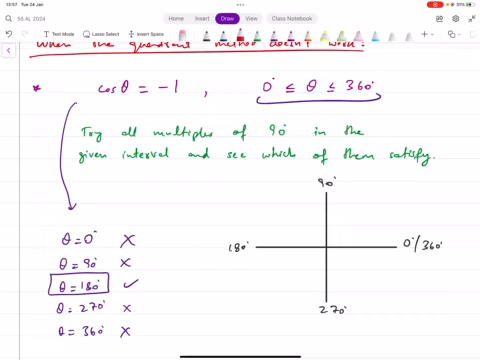 13:57 Tue 24 Jan
31%
S6 AL 2024
Home Insert Draw View Class Notebook
Text Mode Lasso Select Insert Space
When the quadrant method doesn't work:
* cosθ = -1 , 0° ≤ θ ≤ 360°
Try all multiples of 90° in the
given interval and see which of them satisfy.
90°
180° 0°/360°
270°
θ = 0° ×
θ = 90° ×
θ = 180° ✓
θ = 270° ×
θ = 360° ×